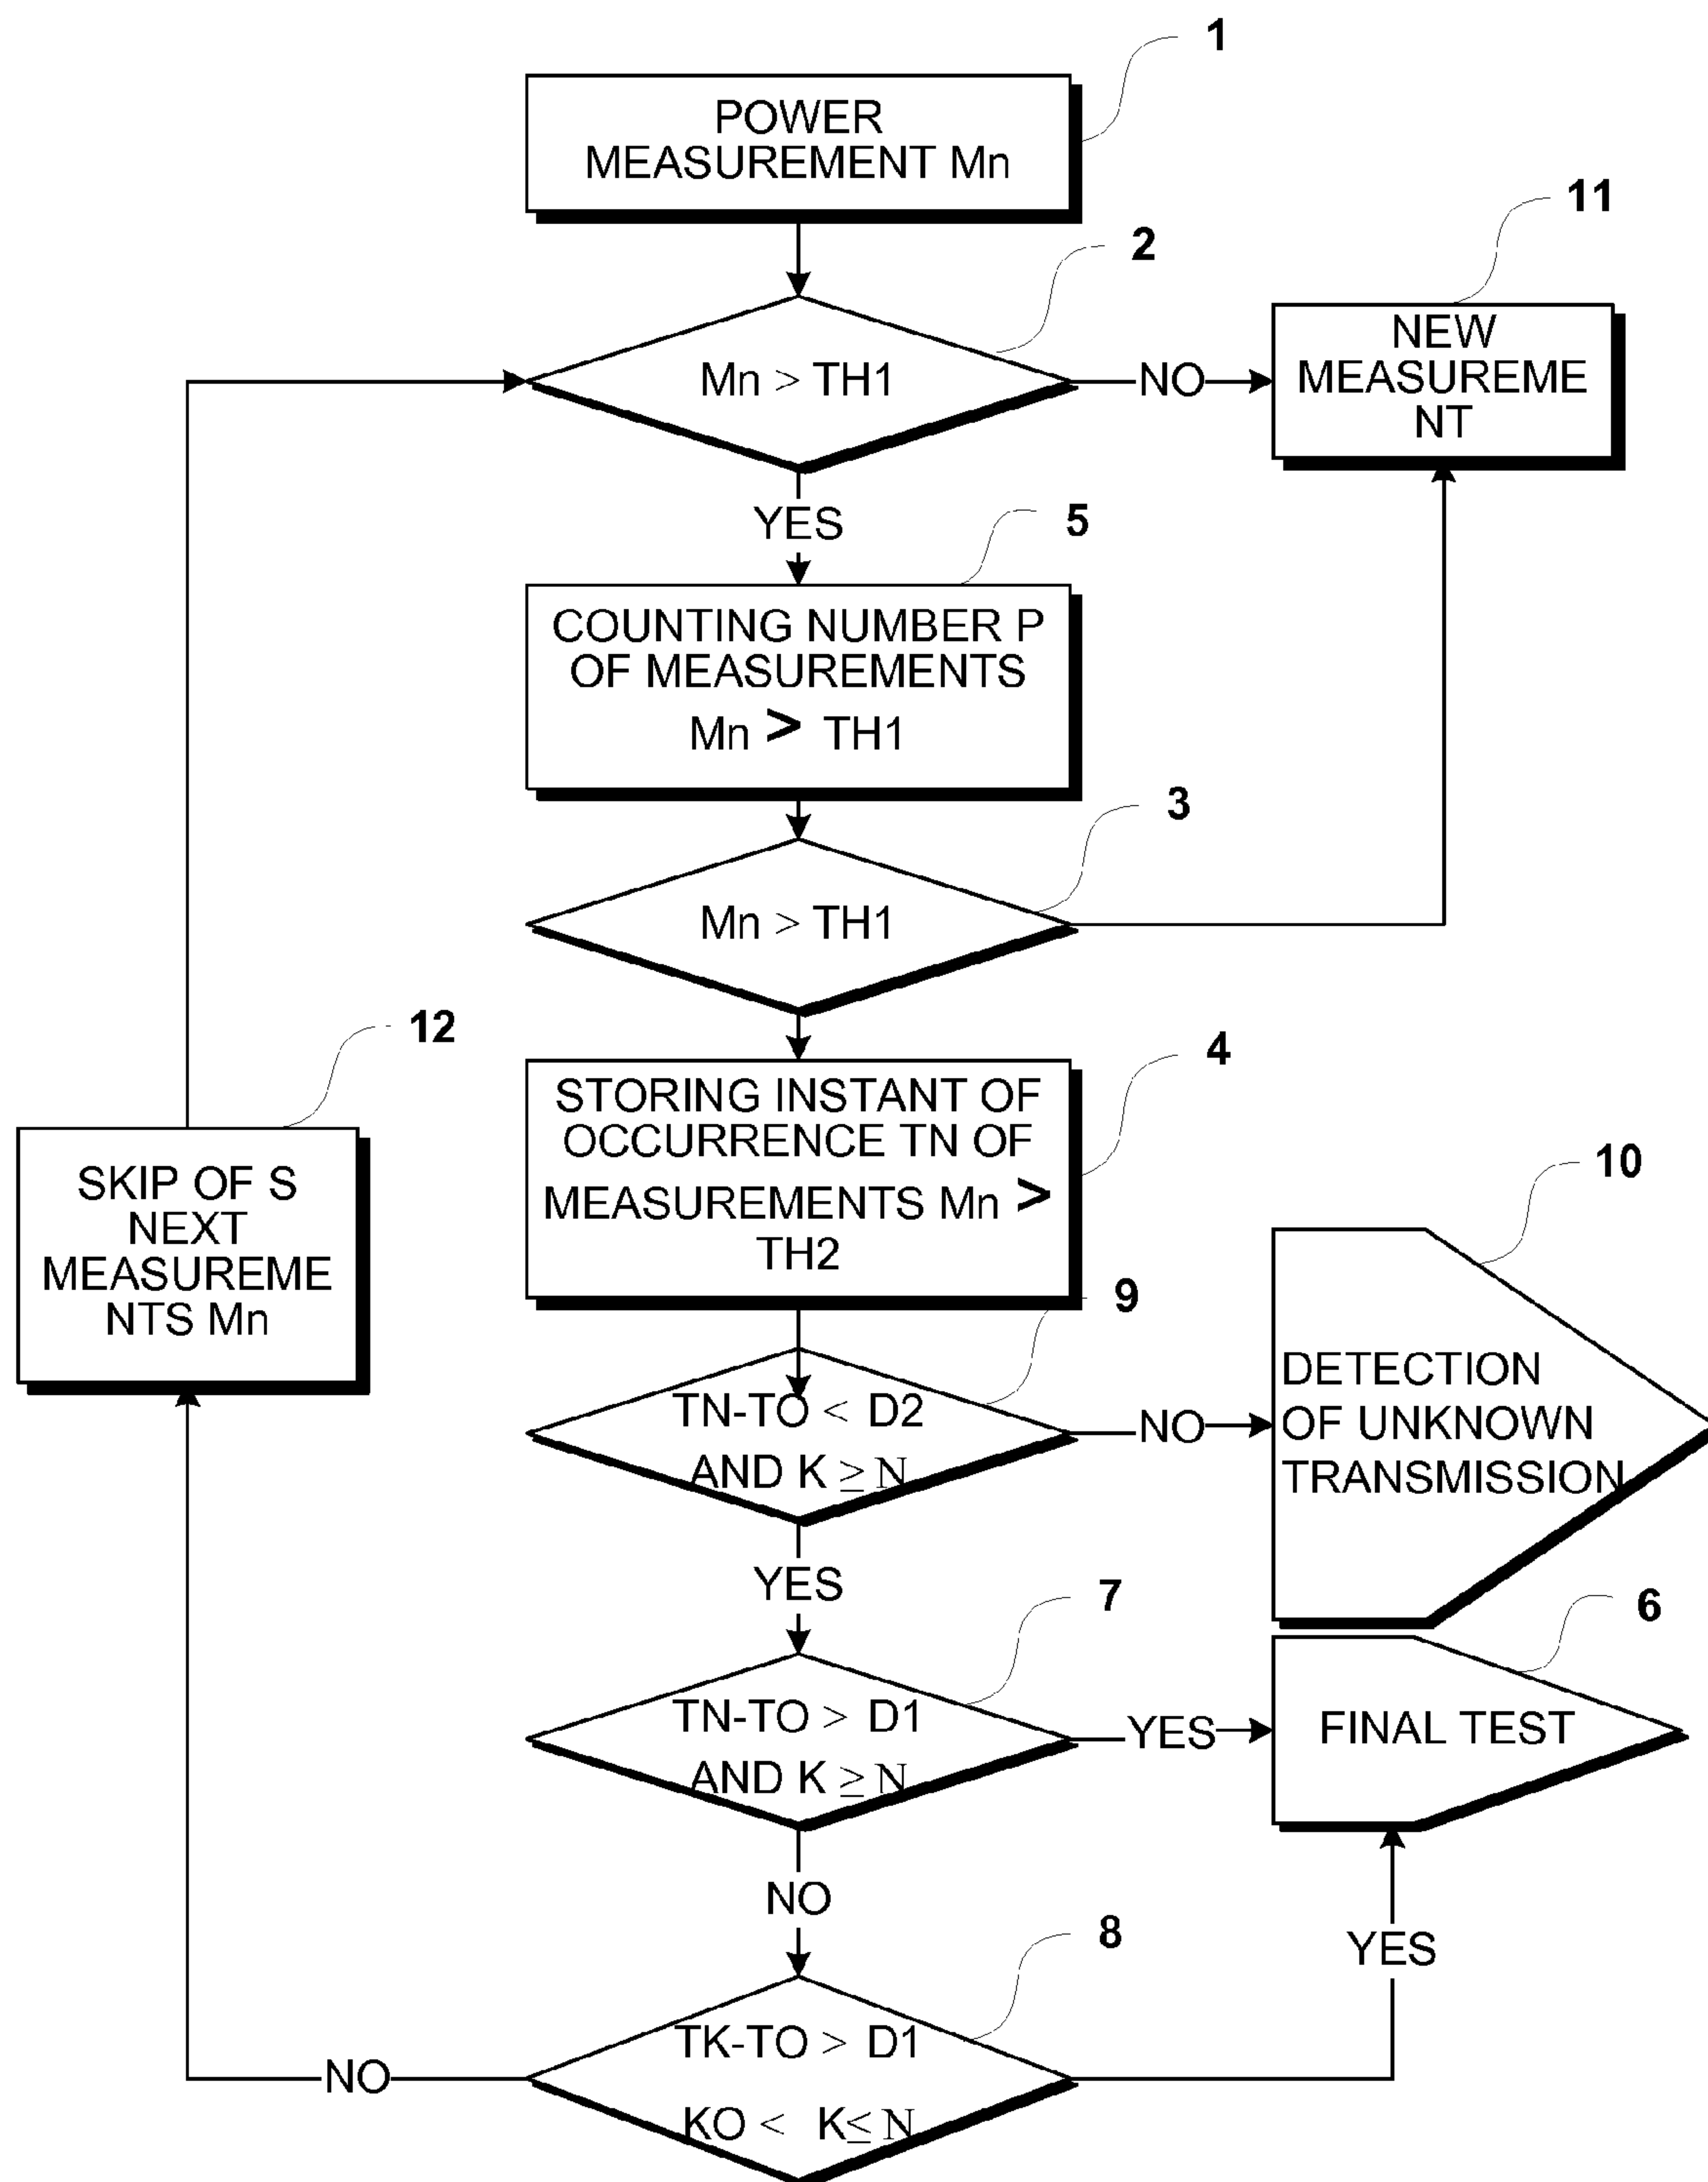 1
POWER
MEASUREMENT Mn
2
Mn > TH1
NO
11
NEW
MEASUREME
NT
YES
5
COUNTING NUMBER P
OF MEASUREMENTS
Mn > TH1
3
Mn > TH1
4
STORING INSTANT OF
OCCURRENCE TN OF
MEASUREMENTS Mn >
TH2
12
SKIP OF S
NEXT
MEASUREME
NTS Mn
9
TN-TO < D2
AND K ≥ N
NO
10
DETECTION
OF UNKNOWN
TRANSMISSION
YES
7
TN-TO > D1
AND K ≥ N
YES
6
FINAL TEST
NO
8
TK-TO > D1
KO < K ≤ N
YES
NO